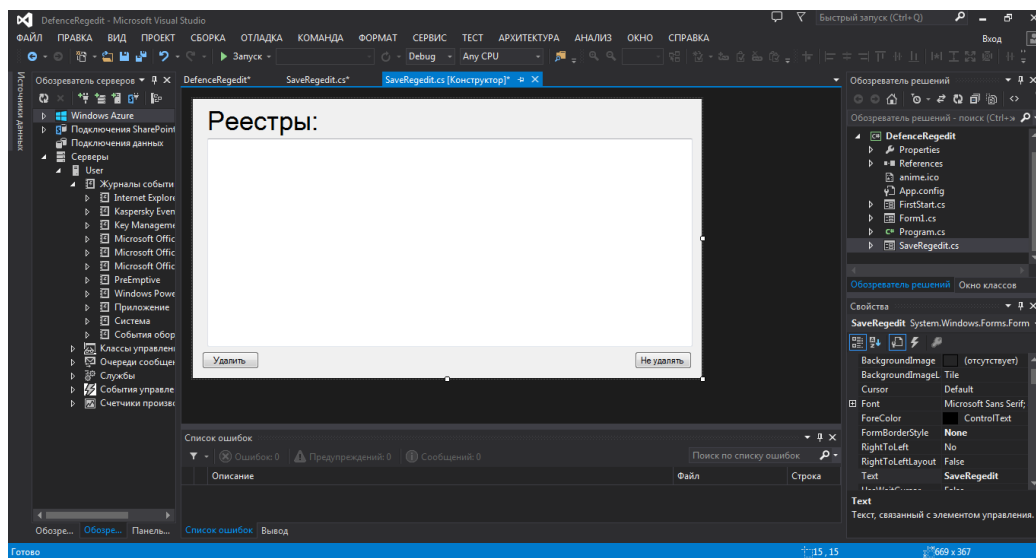 DefenceRegedit - Microsoft Visual Studio
Быстрый запуск (Ctrl+Q)
ФАЙЛ ПРАВКА ВИД ПРОЕКТ СБОРКА ОТЛАДКА КОМАНДА ФОРМАТ СЕРВИС ТЕСТ АРХИТЕКТУРА АНАЛИЗ ОКНО СПРАВКА Вход
Запуск Debug Any CPU
Источники данных
Обозреватель серверов
Windows Azure
Подключения SharePoint
Подключения данных
Серверы
User
Журналы событи
Internet Explore
Kaspersky Even
Key Manageme
Microsoft Offic
Microsoft Offic
Microsoft Offic
PreEmptive
Windows Powe
Приложение
Система
События обор
Классы управлен
Очереди сообщен
Службы
События управле
Счетчики произво
Обозре... Обозре... Панель...
DefenceRegedit* SaveRegedit.cs* SaveRegedit.cs [Конструктор]*
Реестры:
Удалить Не удалять
Список ошибок
Ошибок: 0 Предупреждений: 0 Сообщений: 0 Поиск по списку ошибок
Описание Файл Строка
Список ошибок Вывод
Обозреватель решений
Обозреватель решений - поиск (Ctrl+ж
DefenceRegedit
Properties
References
anime.ico
App.config
FirstStart.cs
Form1.cs
Program.cs
SaveRegedit.cs
Обозреватель решений Окно классов
Свойства
SaveRegedit System.Windows.Forms.Form
BackgroundImage (отсутствует)
BackgroundImageL Tile
Cursor Default
Font Microsoft Sans Serif;
ForeColor ControlText
FormBorderStyle None
RightToLeft No
RightToLeftLayout False
Text SaveRegedit
UseWaitCursor False
Text
Текст, связанный с элементом управления.
Готово 15 , 15 669 x 367